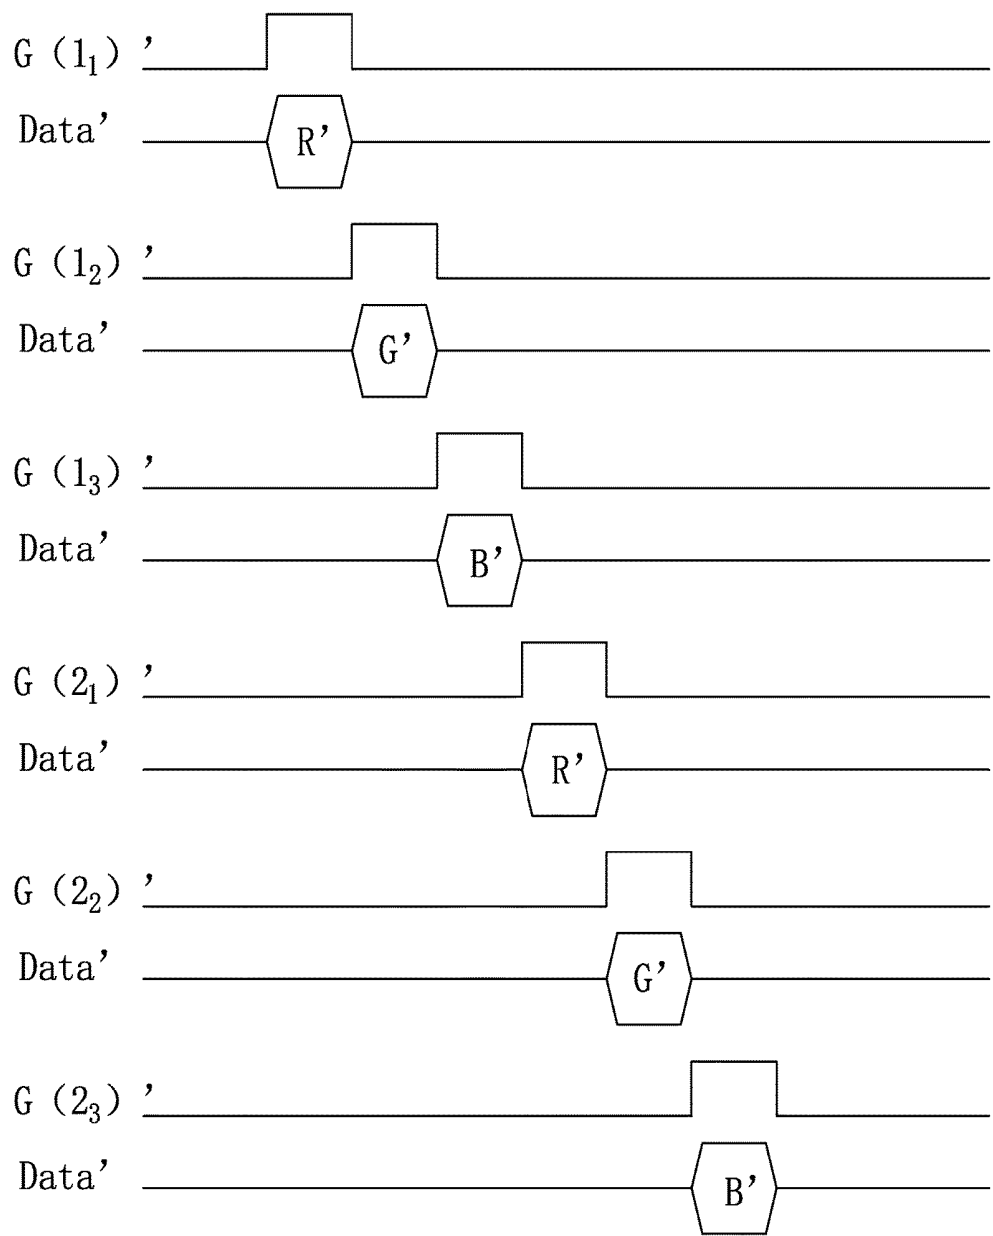 G (1₁) ’
Data’
R’
G (1₂) ’
Data’
G’
G (1₃) ’
Data’
B’
G (2₁) ’
Data’
R’
G (2₂) ’
Data’
G’
G (2₃) ’
Data’
B’